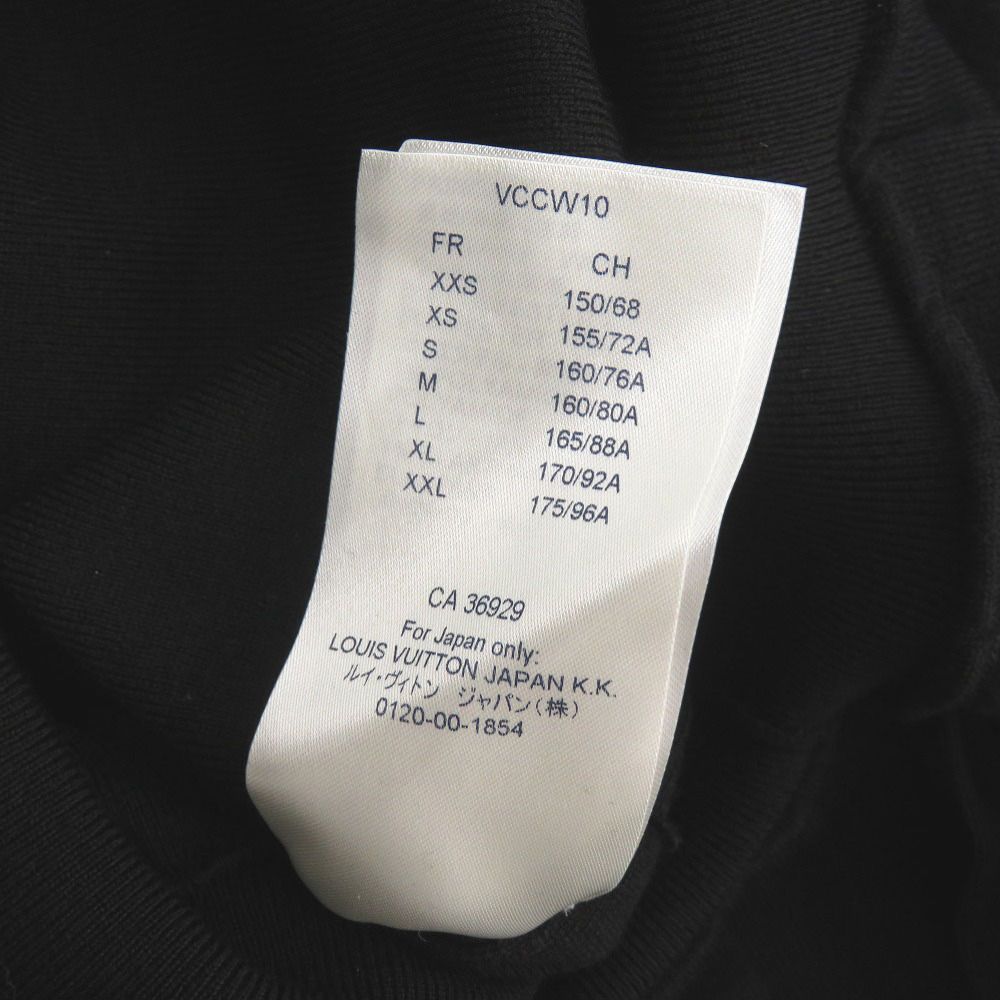 VCCW10
FR CH
XXS 150/68
XS 155/72A
S 160/76A
M 160/80A
L 165/88A
XL 170/92A
XXL 175/96A
CA 36929
For Japan only:
LOUIS VUITTON JAPAN K.K.
ルイ・ヴィトン ジャパン(株)
0120-00-1854